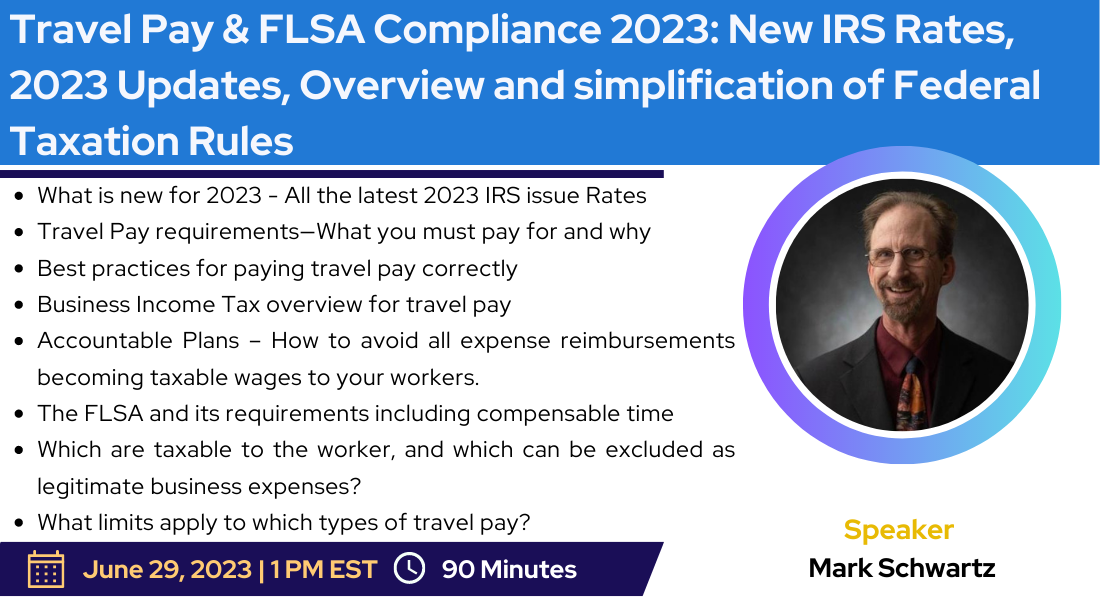 Travel Pay & FLSA Compliance 2023: New IRS Rates,
2023 Updates, Overview and simplification of Federal
Taxation Rules
• What is new for 2023 - All the latest 2023 IRS issue Rates
• Travel Pay requirements—What you must pay for and why
• Best practices for paying travel pay correctly
• Business Income Tax overview for travel pay
• Accountable Plans – How to avoid all expense reimbursements
becoming taxable wages to your workers.
• The FLSA and its requirements including compensable time
• Which are taxable to the worker, and which can be excluded as
legitimate business expenses?
• What limits apply to which types of travel pay?
June 29, 2023 | 1 PM EST 90 Minutes
Speaker
Mark Schwartz